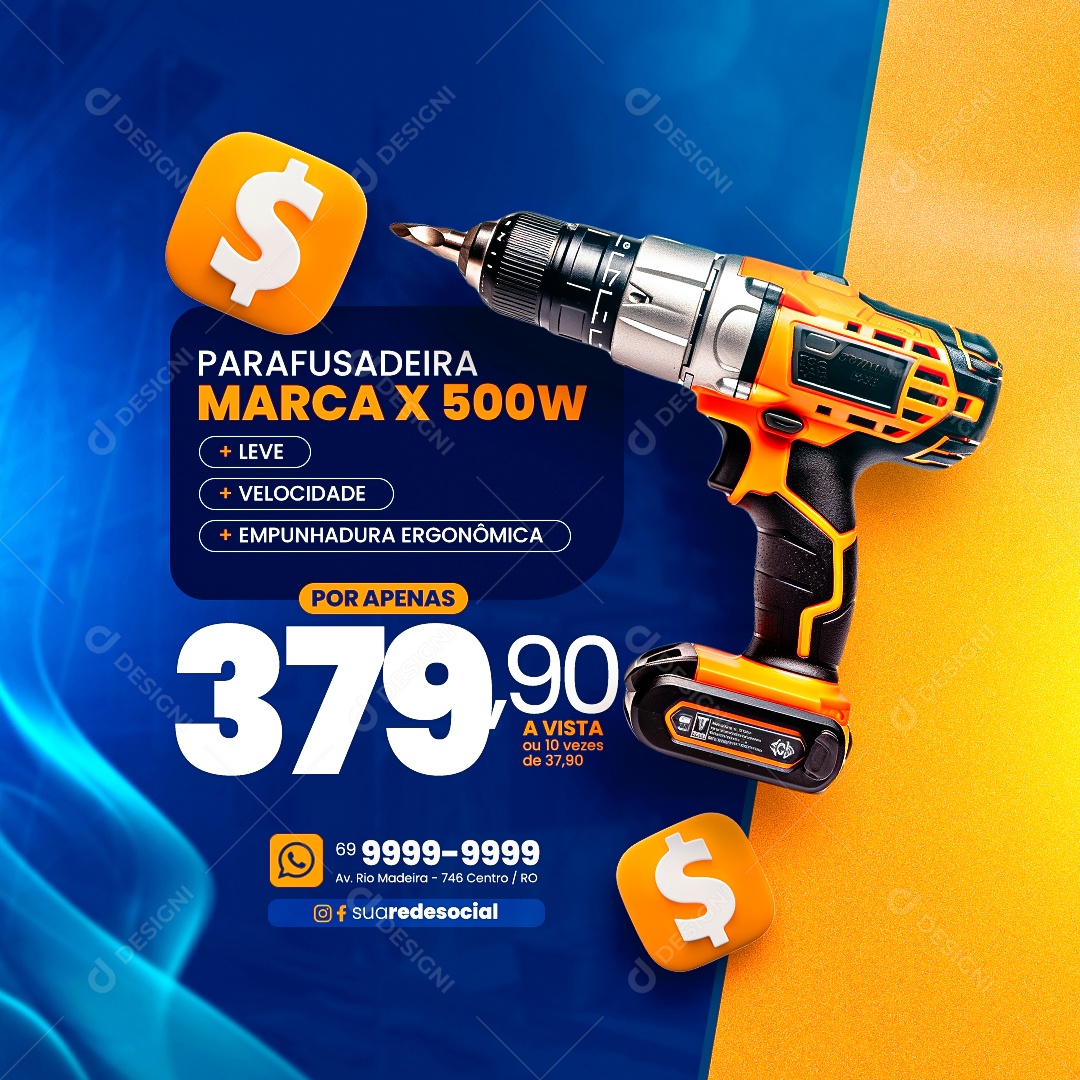 PARAFUSADEIRA
MARCA X 500W
+ LEVE
+ VELOCIDADE
+ EMPUNHADURA ERGONÔMICA
POR APENAS
379,90
A VISTA
ou 10 vezes
de 37,90
69 9999-9999
Av. Rio Madeira - 746 Centro / RO
suaredesocial
DESIGNI